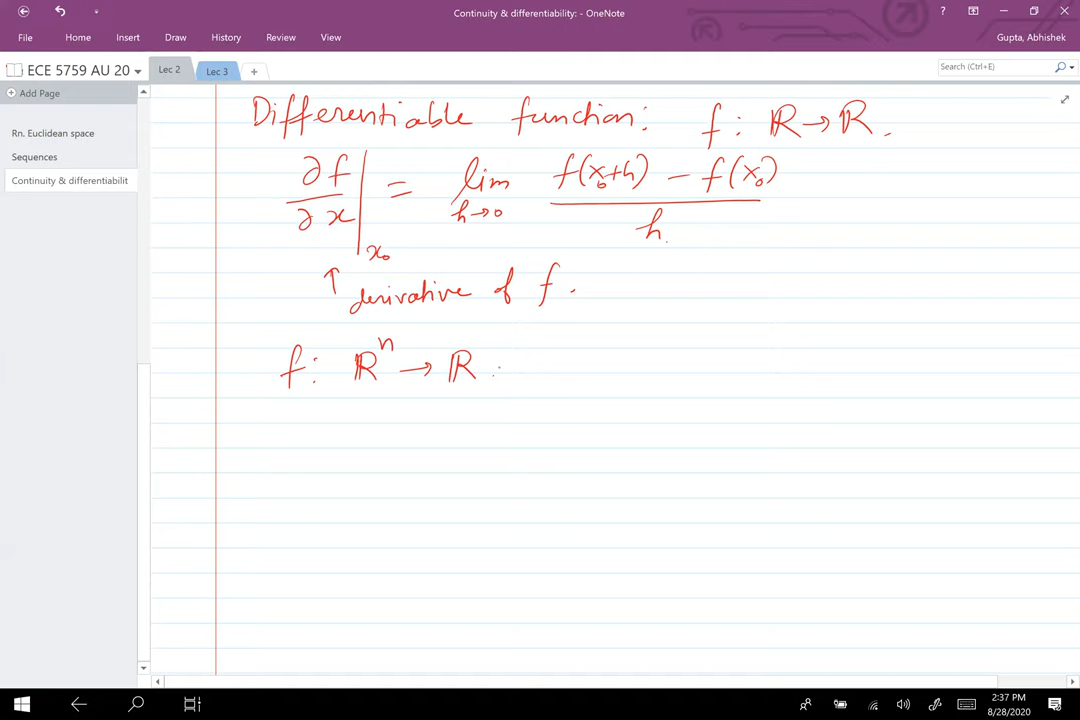 Continuity & differentiability: - OneNote
File Home Insert Draw History Review View
Gupta, Abhishek
ECE 5759 AU 20
Lec 2
Lec 3
Search (Ctrl+E)
Add Page
Rn. Euclidean space
Sequences
Continuity & differentiabilit
Differentiable function: f: ℝ → ℝ.
∂f/∂x |x₀ = lim h→0 (f(x₀+h) − f(x₀))/h
↑ derivative of f.
f: ℝⁿ → ℝ :
2:37 PM
8/28/2020